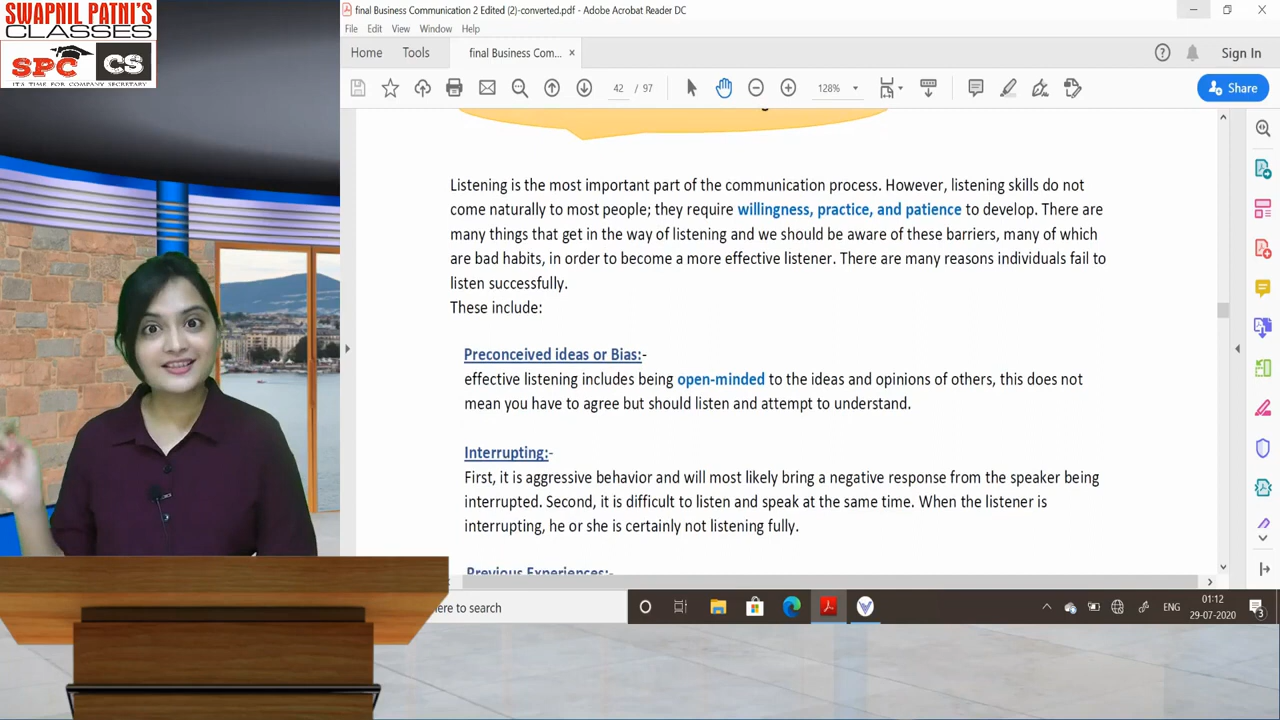 SWAPNIL PATNI'S
CLASSES
SPC CS
IT'S TIME FOR COMPANY SECRETARY
final Business Communication 2 Edited (2)-converted.pdf - Adobe Acrobat Reader DC
File Edit View Window Help
Home Tools final Business Com... × Sign In
42 / 97 128% Share
Listening is the most important part of the communication process. However, listening skills do not
come naturally to most people; they require willingness, practice, and patience to develop. There are
many things that get in the way of listening and we should be aware of these barriers, many of which
are bad habits, in order to become a more effective listener. There are many reasons individuals fail to
listen successfully.
These include:
Preconceived ideas or Bias:-
effective listening includes being open-minded to the ideas and opinions of others, this does not
mean you have to agree but should listen and attempt to understand.
Interrupting:-
First, it is aggressive behavior and will most likely bring a negative response from the speaker being
interrupted. Second, it is difficult to listen and speak at the same time. When the listener is
interrupting, he or she is certainly not listening fully.
Previous Experiences:-
ere to search
ENG
01:12
29-07-2020
3